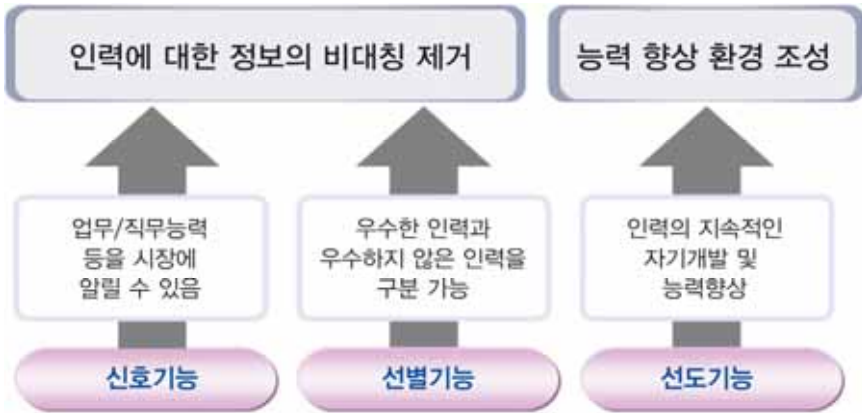 인력에 대한 정보의 비대칭 제거
능력 향상 환경 조성
업무/직무능력
등을 시장에
알릴 수 있음
우수한 인력과
우수하지 않은 인력을
구분 가능
인력의 지속적인
자기개발 및
능력향상
신호기능
선별기능
선도기능